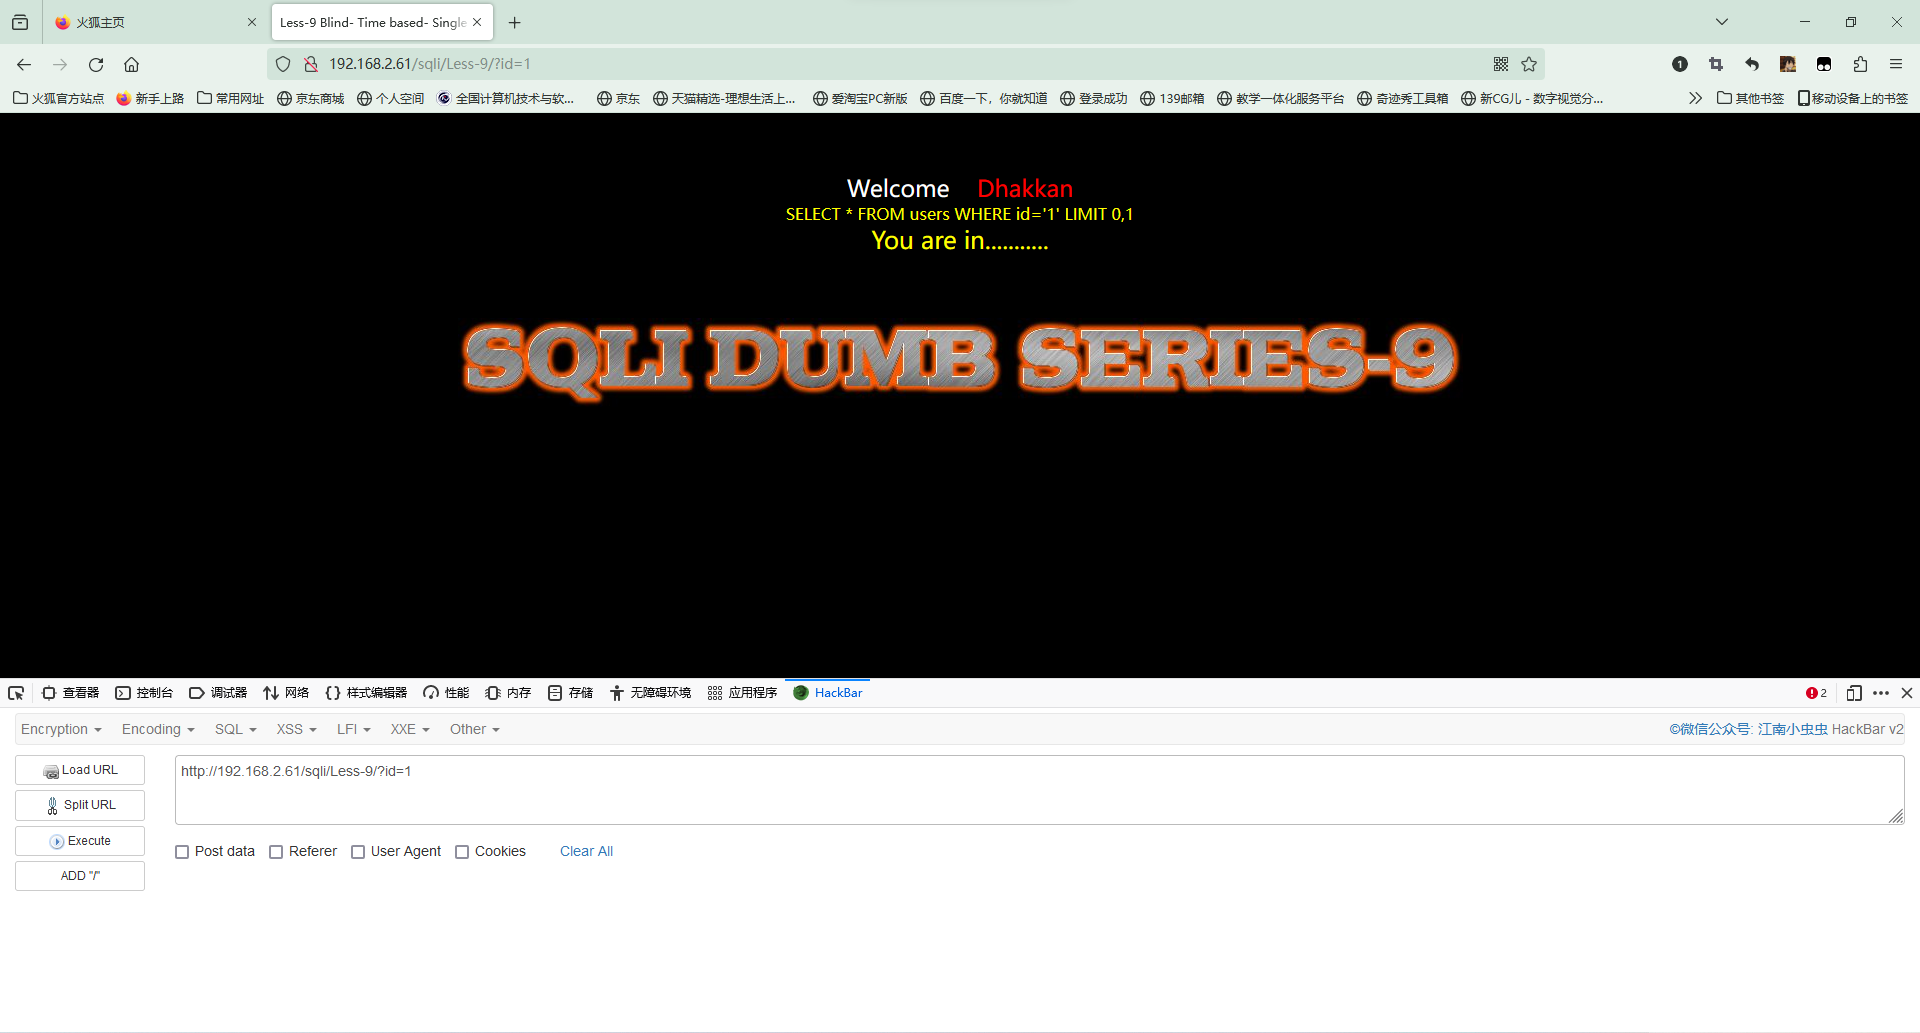 火狐主页
Less-9 Blind- Time based- Single
192.168.2.61/sqli/Less-9/?id=1
1
火狐官方站点 新手上路 常用网址 京东商城 个人空间 全国计算机技术与软... 京东 天猫精选-理想生活上... 爱淘宝PC新版 百度一下，你就知道 登录成功 139邮箱 教学一体化服务平台 奇迹秀工具箱 新CG儿 - 数字视觉分... 其他书签 移动设备上的书签
Welcome Dhakkan
SELECT * FROM users WHERE id='1' LIMIT 0,1
You are in...........
SQLI DUMB SERIES-9
查看器 控制台 调试器 网络 样式编辑器 性能 内存 存储 无障碍环境 应用程序 HackBar 2
Encryption Encoding SQL XSS LFI XXE Other ©微信公众号: 江南小虫虫 HackBar v2
Load URL
http://192.168.2.61/sqli/Less-9/?id=1
Split URL
Execute
Post data Referer User Agent Cookies Clear All
ADD "/"